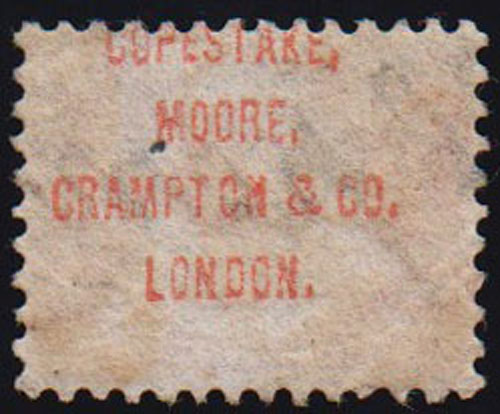 COPESTAKE,
MOORE,
CRAMPTON & CO.
LONDON.